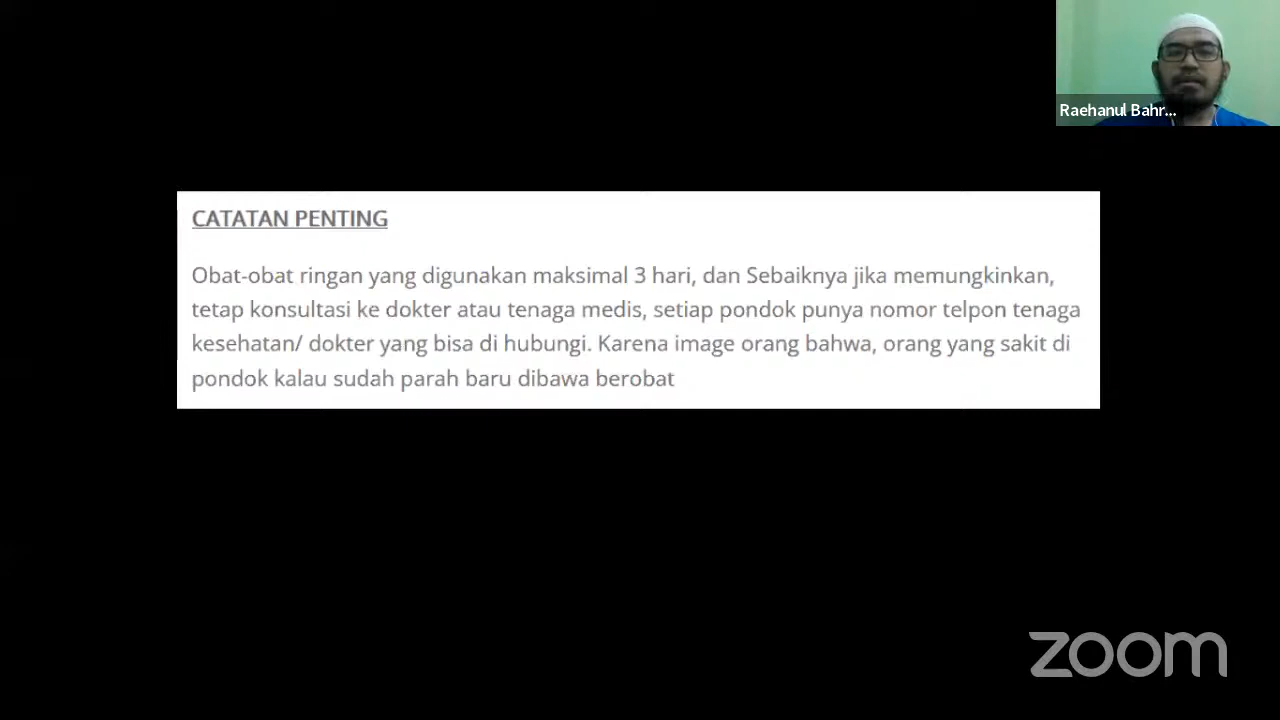 Raehanul Bahr...
CATATAN PENTING
Obat-obat ringan yang digunakan maksimal 3 hari, dan Sebaiknya jika memungkinkan,
tetap konsultasi ke dokter atau tenaga medis, setiap pondok punya nomor telpon tenaga
kesehatan/ dokter yang bisa di hubungi. Karena image orang bahwa, orang yang sakit di
pondok kalau sudah parah baru dibawa berobat
zoom